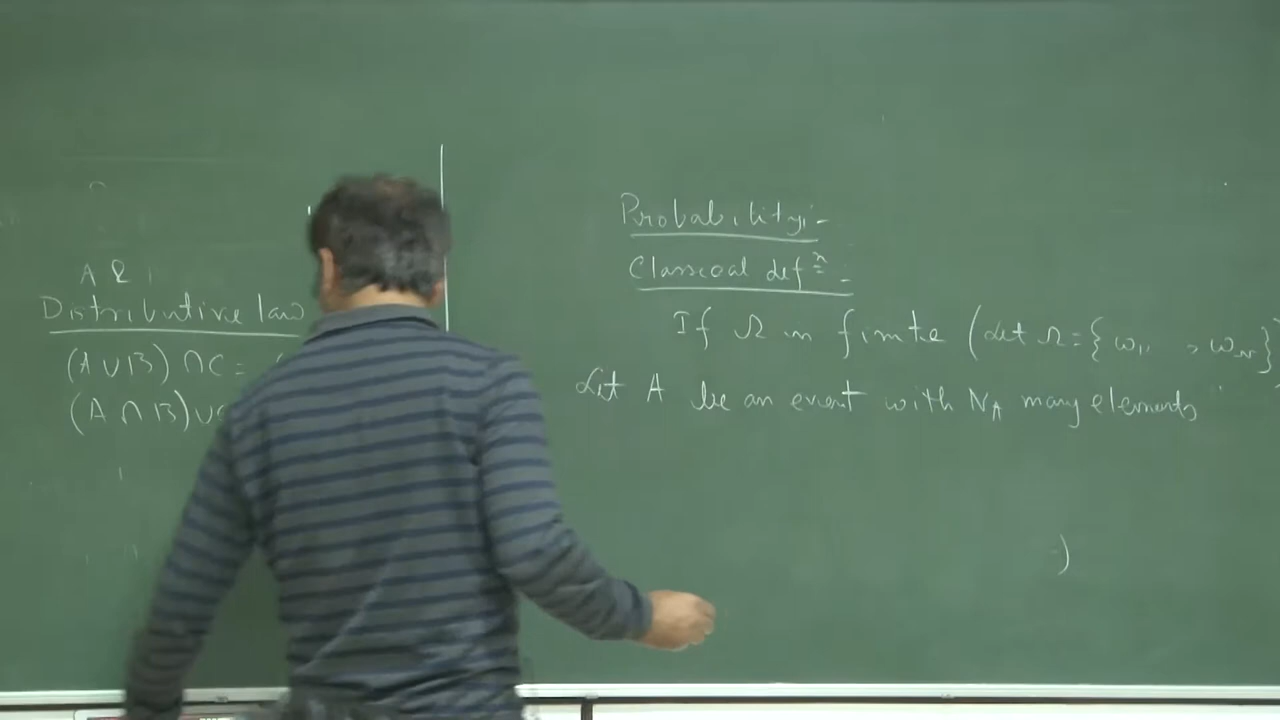 A &
Distributive law
(A ∪ B) ∩ C =
(A ∩ B) ∪ C
Probability:-
Classical defⁿ -
If Ω is finite (Let Ω = { ω₁, , ω_N }
Let A be an event with N_A many elements
)